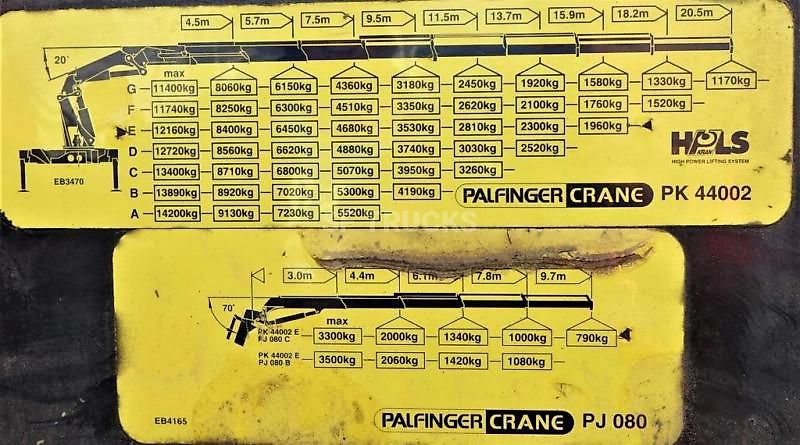 4.5m 5.7m 7.5m 9.5m 11.5m 13.7m 15.9m 18.2m 20.5m
20°
max
G 11400kg 8060kg 6150kg 4360kg 3180kg 2450kg 1920kg 1580kg 1330kg 1170kg
F 11740kg 8250kg 6300kg 4510kg 3350kg 2620kg 2100kg 1760kg 1520kg
E 12160kg 8400kg 6450kg 4680kg 3530kg 2810kg 2300kg 1960kg
D 12720kg 8560kg 6620kg 4880kg 3740kg 3030kg 2520kg
C 13400kg 8710kg 6800kg 5070kg 3950kg 3260kg
B 13890kg 8920kg 7020kg 5300kg 4190kg
A 14200kg 9130kg 7230kg 5520kg
EB3470
HPLS
KRAN
HIGH POWER LIFTING SYSTEM
PALFINGER CRANE PK 44002
SF TRUCKS
3.0m 4.4m 6.1m 7.8m 9.7m
70°
max
PK 44002 E
PJ 080 C 3300kg 2000kg 1340kg 1000kg 790kg
PK 44002 E
PJ 080 B 3500kg 2060kg 1420kg 1080kg
EB4165
PALFINGER CRANE PJ 080